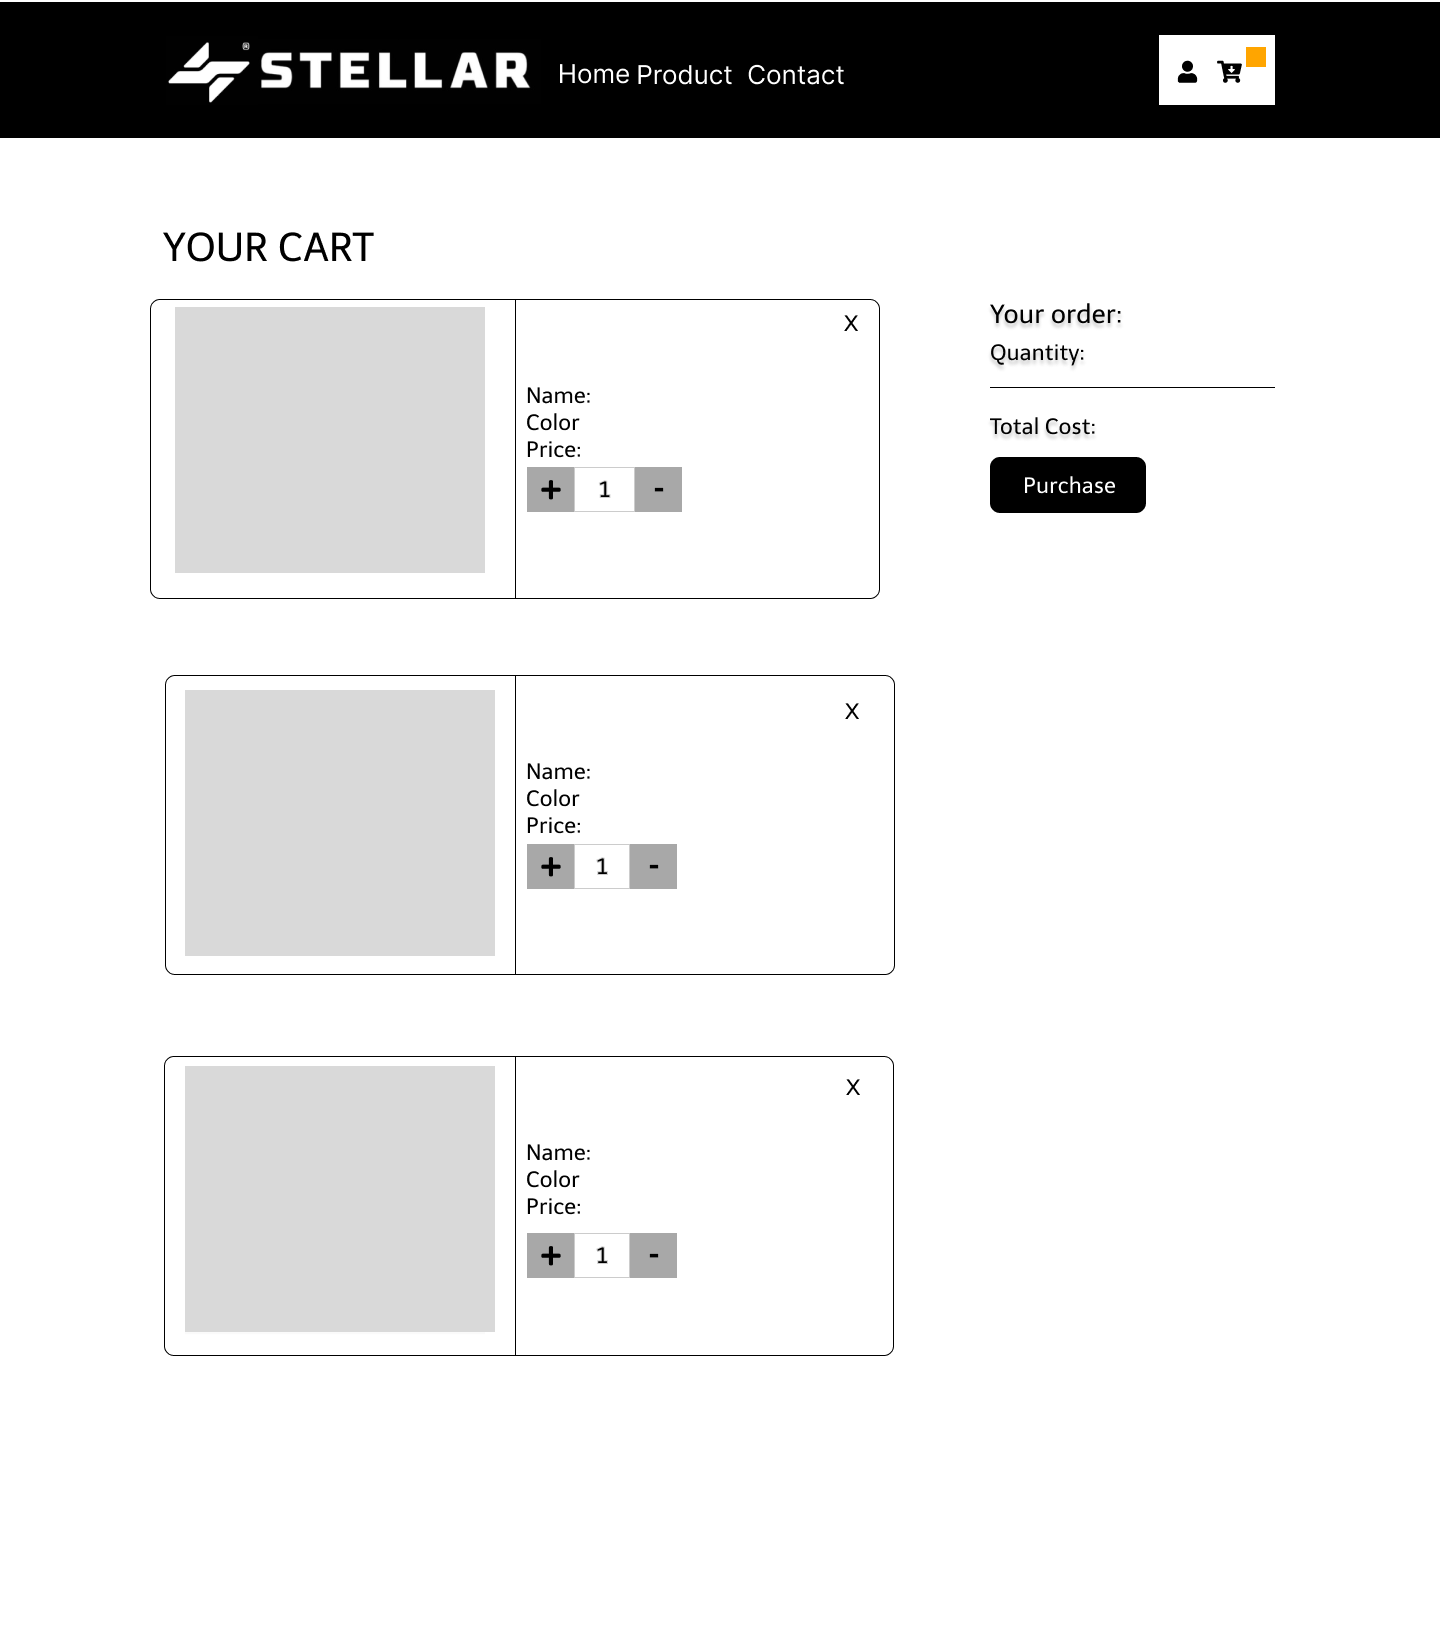 ® STELLAR Home Product Contact
YOUR CART
X
Name:
Color
Price:
+ 1 -
Your order:
Quantity:
Total Cost:
Purchase
X
Name:
Color
Price:
+ 1 -
X
Name:
Color
Price:
+ 1 -